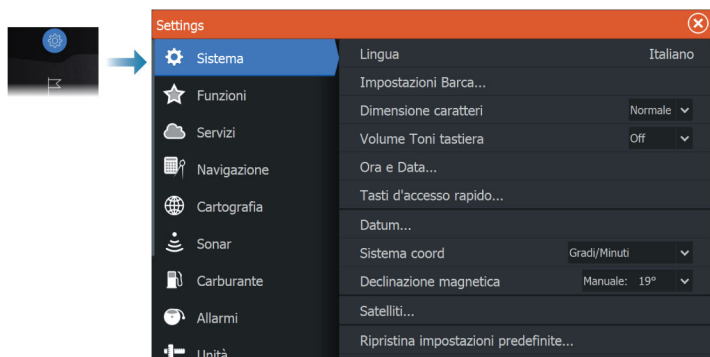 Settings
Sistema
Funzioni
Servizi
Navigazione
Cartografia
Sonar
Carburante
Allarmi
Unità
Lingua Italiano
Impostazioni Barca...
Dimensione caratteri Normale
Volume Toni tastiera Off
Ora e Data...
Tasti d'accesso rapido...
Datum...
Sistema coord Gradi/Minuti
Declinazione magnetica Manuale: 19°
Satelliti...
Ripristina impostazioni predefinite...